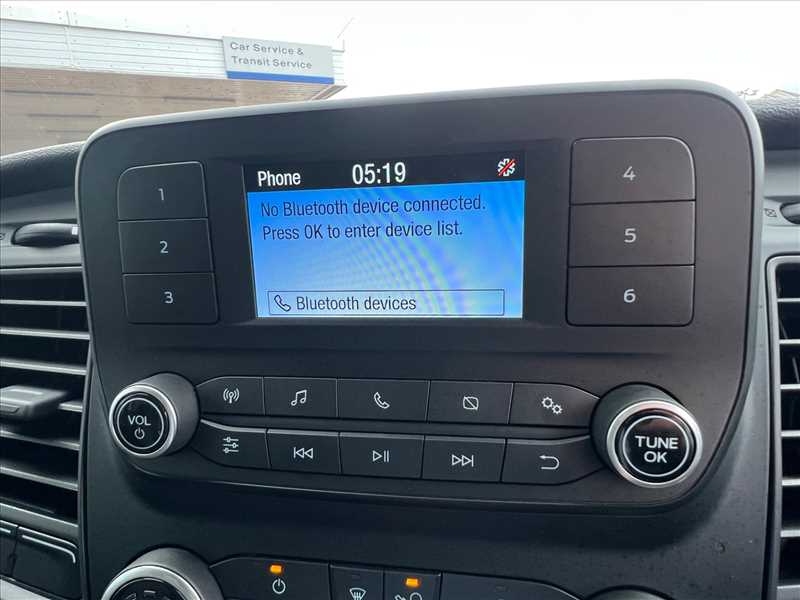 Car Service &
Transit Service
Phone 05:19
No Bluetooth device connected.
Press OK to enter device list.
Bluetooth devices
1
2
3
4
5
6
VOL
TUNE
OK